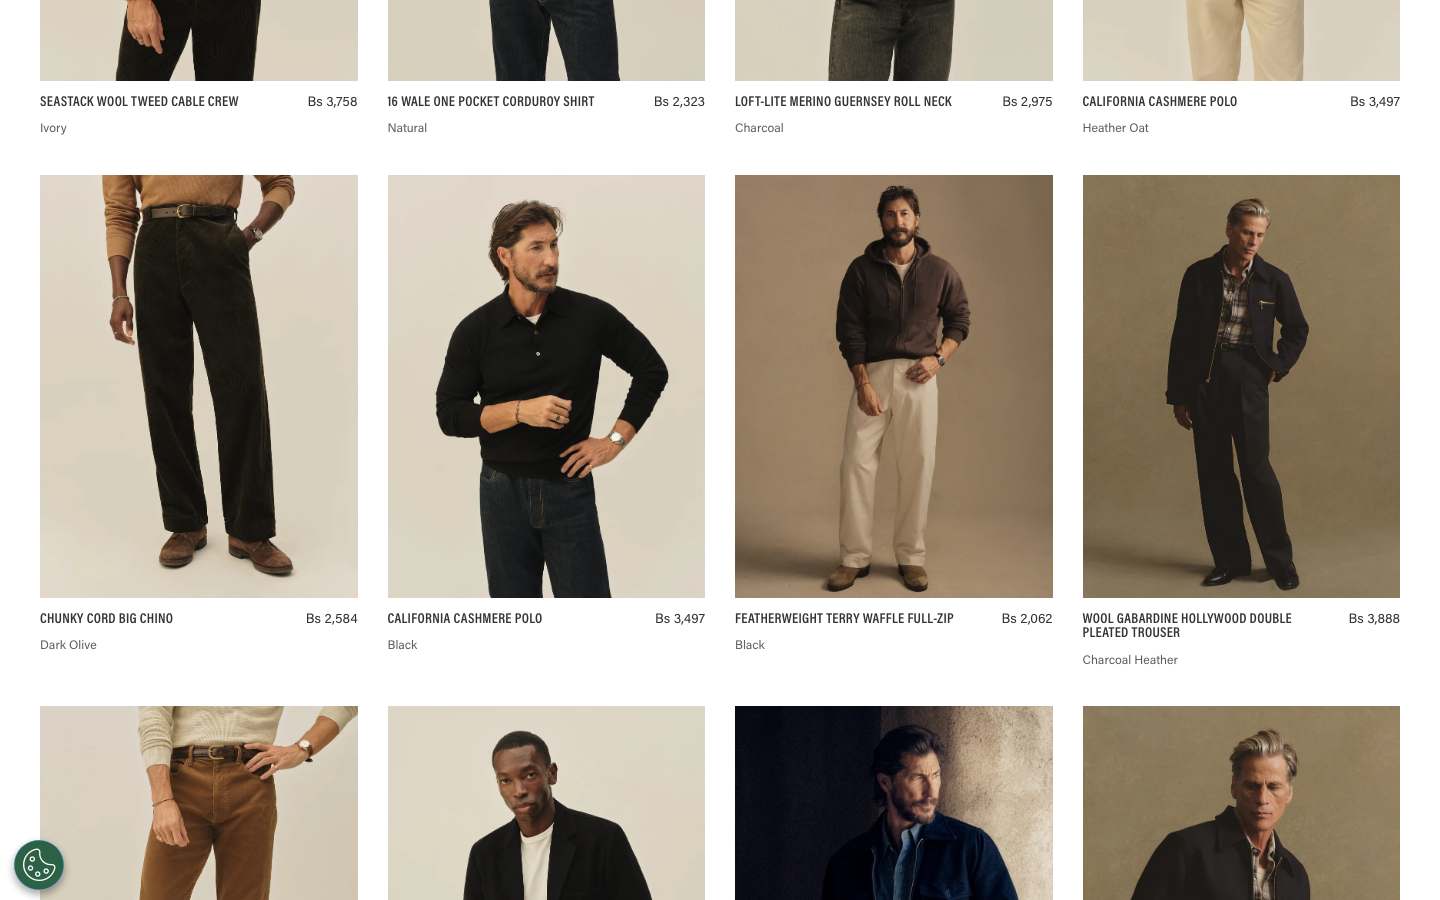 SEASTACK WOOL TWEED CABLE CREW Bs 3,758
Ivory
16 WALE ONE POCKET CORDUROY SHIRT Bs 2,323
Natural
LOFT-LITE MERINO GUERNSEY ROLL NECK Bs 2,975
Charcoal
CALIFORNIA CASHMERE POLO Bs 3,497
Heather Oat
CHUNKY CORD BIG CHINO Bs 2,584
Dark Olive
CALIFORNIA CASHMERE POLO Bs 3,497
Black
FEATHERWEIGHT TERRY WAFFLE FULL-ZIP Bs 2,062
Black
WOOL GABARDINE HOLLYWOOD DOUBLE Bs 3,888
PLEATED TROUSER
Charcoal Heather